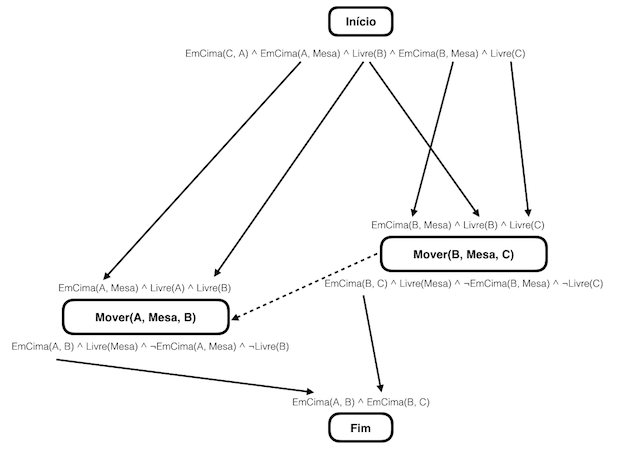 Início
EmCima(C, A) ^ EmCima(A, Mesa) ^ Livre(B) ^ EmCima(B, Mesa) ^ Livre(C)
EmCima(B, Mesa) ^ Livre(B) ^ Livre(C)
Mover(B, Mesa, C)
EmCima(B, C) ^ Livre(Mesa) ^ ¬EmCima(B, Mesa) ^ ¬Livre(C)
EmCima(A, Mesa) ^ Livre(A) ^ Livre(B)
Mover(A, Mesa, B)
EmCima(A, B) ^ Livre(Mesa) ^ ¬EmCima(A, Mesa) ^ ¬Livre(B)
EmCima(A, B) ^ EmCima(B, C)
Fim